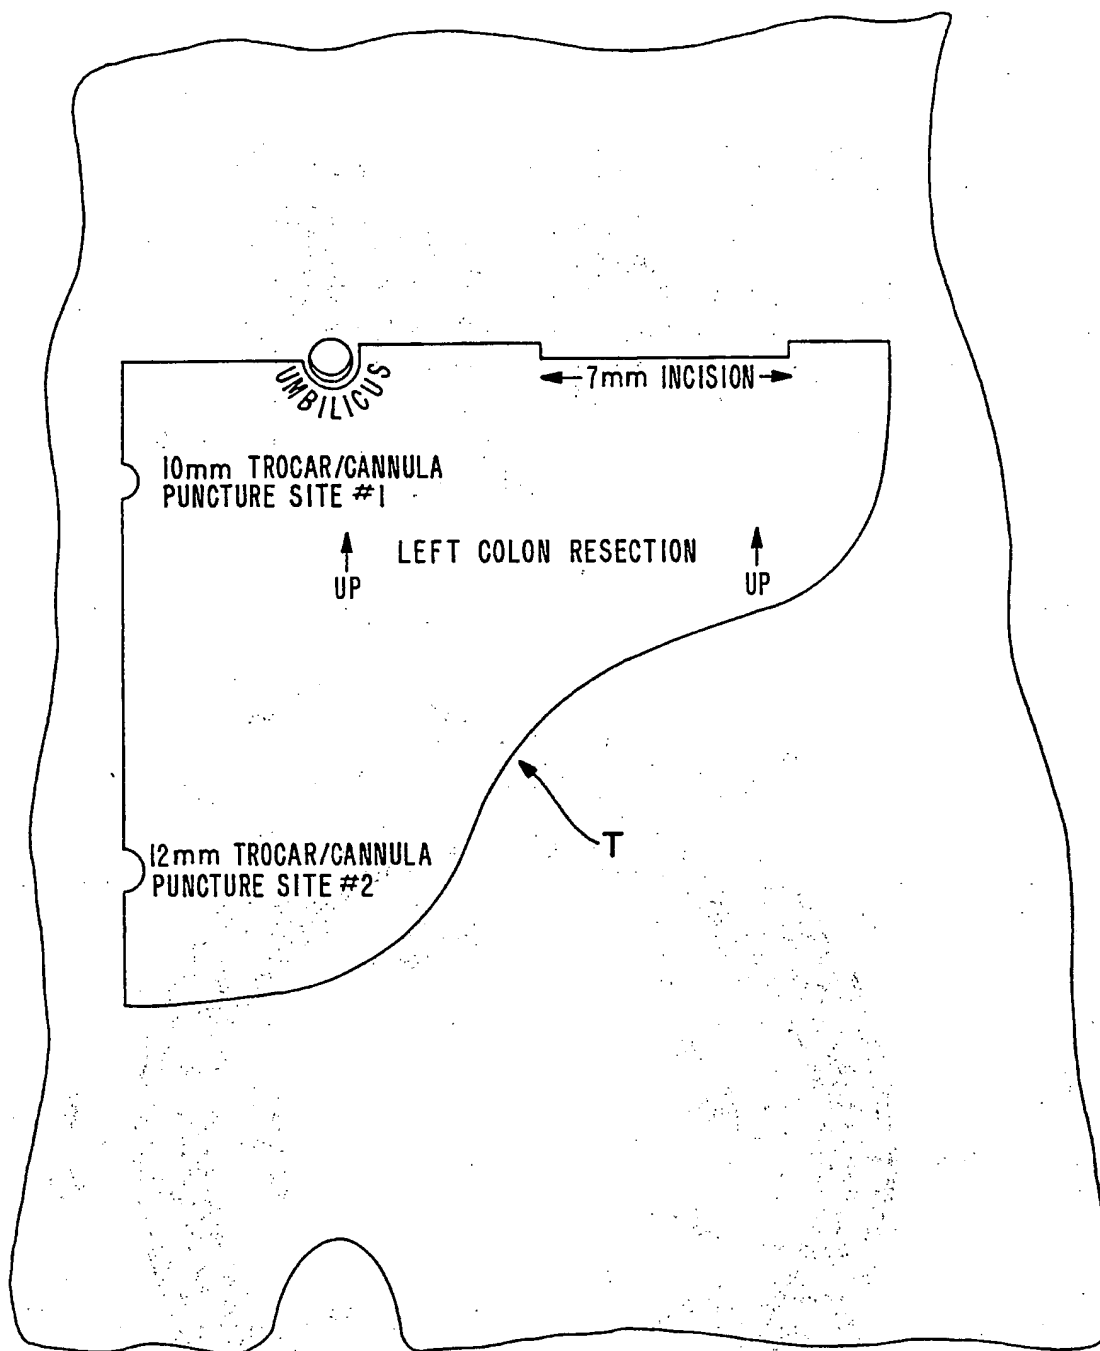 UMBILICUS
7mm INCISION
10mm TROCAR/CANNULA
PUNCTURE SITE #1
LEFT COLON RESECTION
UP
UP
T
12mm TROCAR/CANNULA
PUNCTURE SITE #2